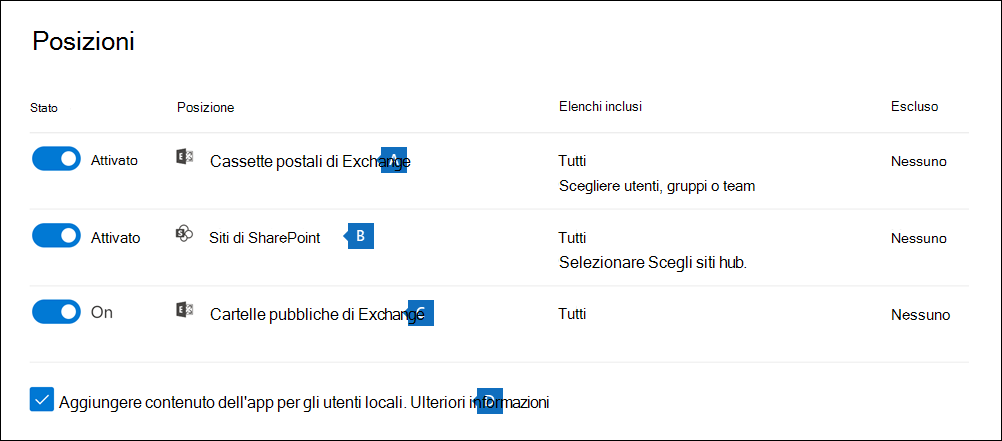 Posizioni
Stato Posizione Elenchi inclusi Escluso
Attivato Cassette postali di Exchange A Tutti Nessuno
Scegliere utenti, gruppi o team
Attivato Siti di SharePoint B Tutti Nessuno
Selezionare Scegli siti hub.
On Cartelle pubbliche di Exchange C Tutti Nessuno
Aggiungere contenuto dell'app per gli utenti locali. Ulteriori informazioni D